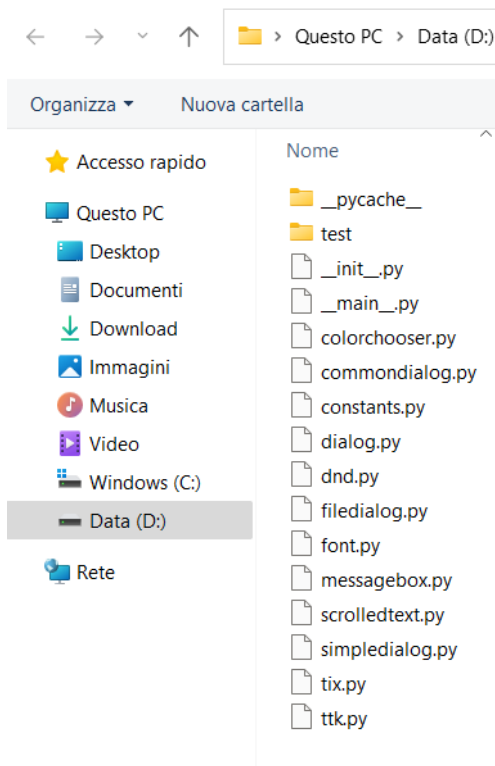 Questo PC > Data (D:)
Organizza Nuova cartella
Accesso rapido
Questo PC
Desktop
Documenti
Download
Immagini
Musica
Video
Windows (C:)
Data (D:)
Rete
Nome
__pycache__
test
__init__.py
__main__.py
colorchooser.py
commondialog.py
constants.py
dialog.py
dnd.py
filedialog.py
font.py
messagebox.py
scrolledtext.py
simpledialog.py
tix.py
ttk.py